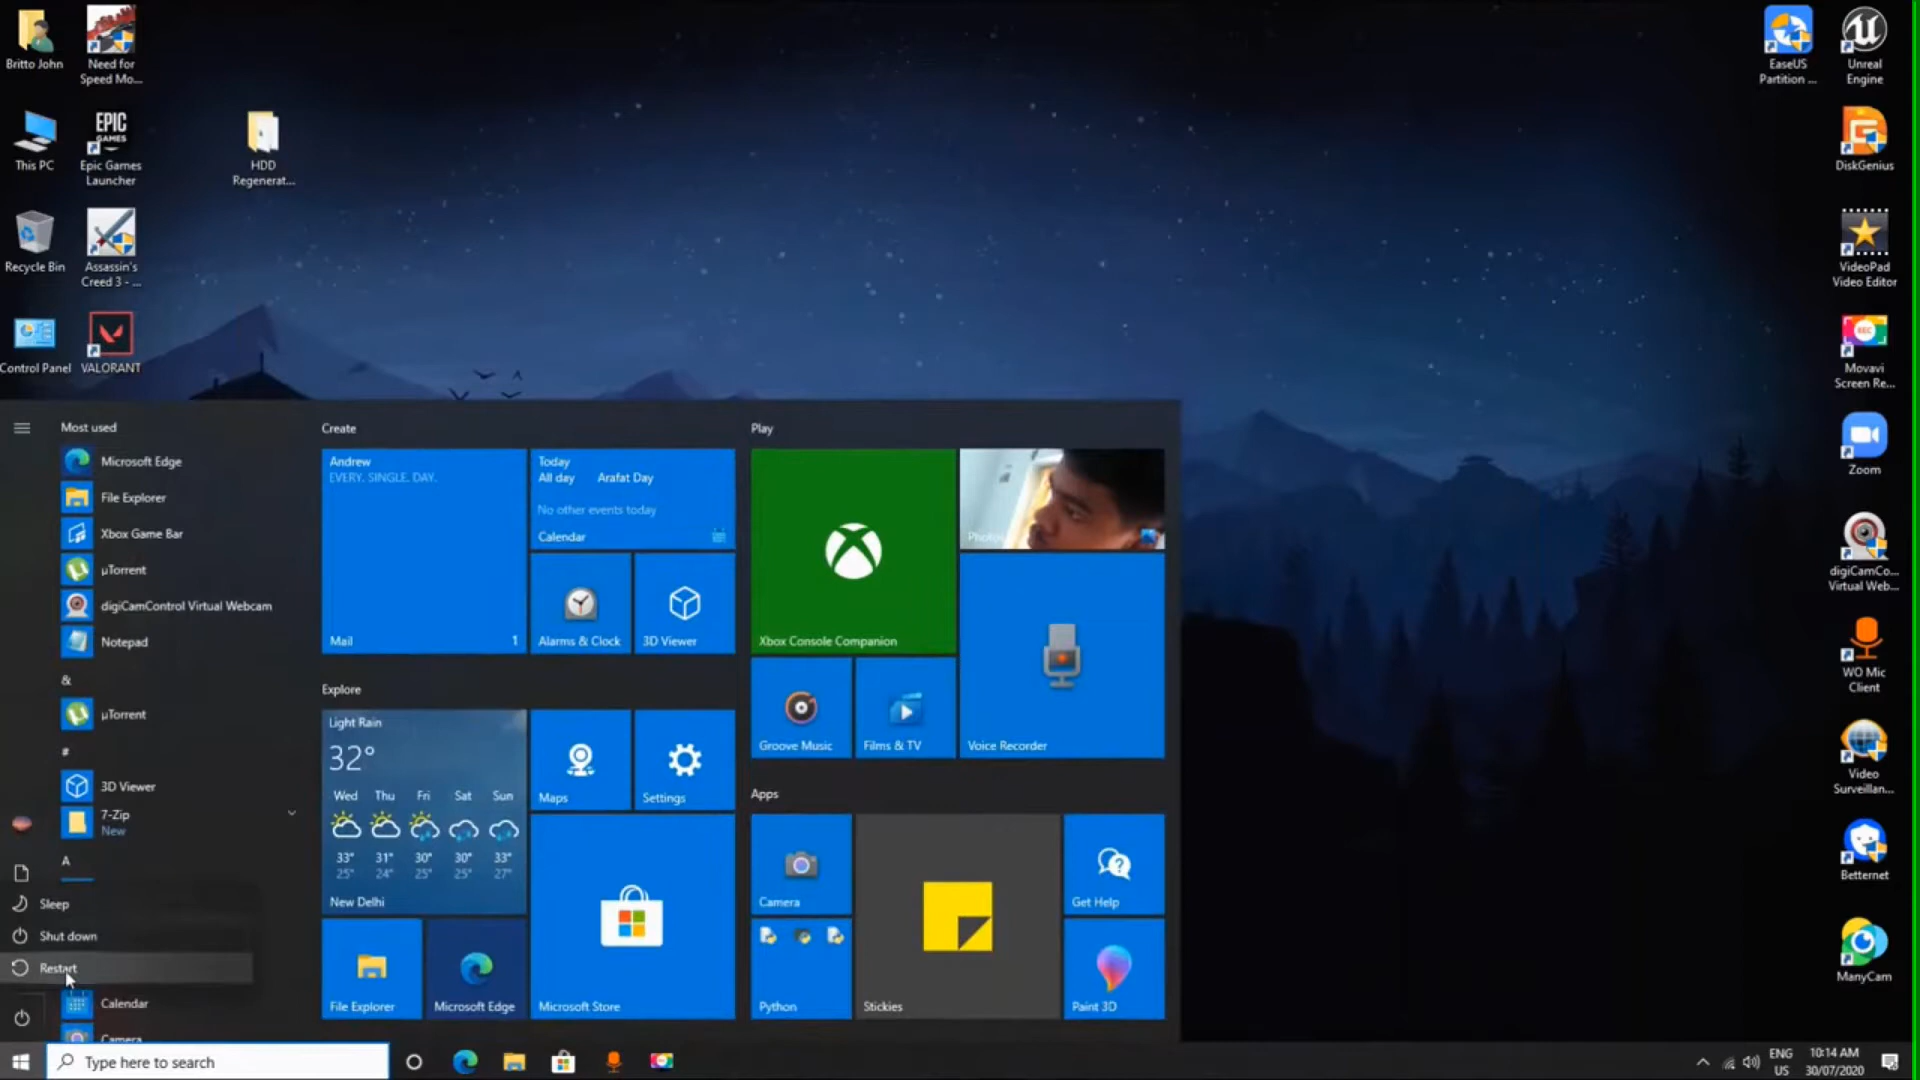 Britto John
Need for
Speed Mo...
This PC
EPIC
GAMES
Epic Games
Launcher
HDD
Regenerat...
Recycle Bin
Assassin's
Creed 3 - ...
Control Panel
VALORANT
EaseUS
Partition ...
Unreal
Engine
DiskGenius
VideoPad
Video Editor
REC
Movavi
Screen Re...
Zoom
digiCamCo...
Virtual Web...
WO Mic
Client
Video
Surveillan...
Betternet
ManyCam
Most used
Microsoft Edge
File Explorer
Xbox Game Bar
µTorrent
digiCamControl Virtual Webcam
Notepad
&
µTorrent
#
3D Viewer
7-Zip
New
A
Sleep
Shut down
Restart
Calendar
Camera
Create
Andrew
EVERY. SINGLE. DAY.
Mail
1
Today
All day
Arafat Day
No other events today
Calendar
Alarms & Clock
3D Viewer
Explore
Light Rain
32°
Wed Thu Fri Sat Sun
33° 31° 30° 30° 33°
25° 24° 25° 25° 27°
New Delhi
Maps
Settings
Microsoft Store
File Explorer
Microsoft Edge
Play
Xbox Console Companion
Photos
Groove Music
Films & TV
Voice Recorder
Apps
Camera
Stickies
Get Help
Python
Paint 3D
Type here to search
ENG
US
10:14 AM
30/07/2020